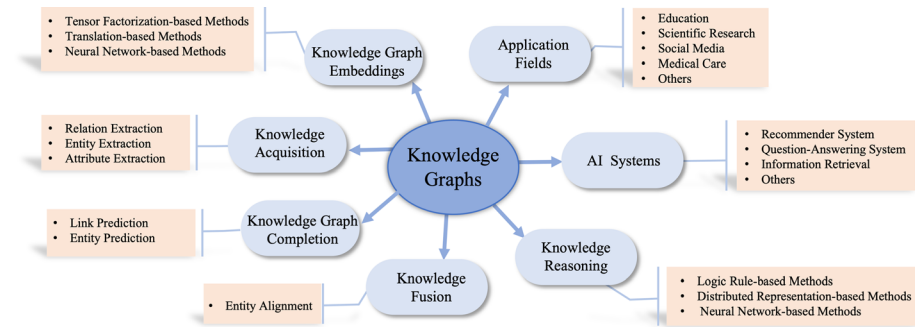 • Tensor Factorization-based Methods
• Translation-based Methods
• Neural Network-based Methods
Knowledge Graph
Embeddings
Application
Fields
• Education
• Scientific Research
• Social Media
• Medical Care
• Others
• Relation Extraction
• Entity Extraction
• Attribute Extraction
Knowledge
Acquisition
Knowledge
Graphs
AI Systems
• Recommender System
• Question-Answering System
• Information Retrieval
• Others
• Link Prediction
• Entity Prediction
Knowledge Graph
Completion
Knowledge
Reasoning
• Logic Rule-based Methods
• Distributed Representation-based Methods
• Neural Network-based Methods
• Entity Alignment
Knowledge
Fusion